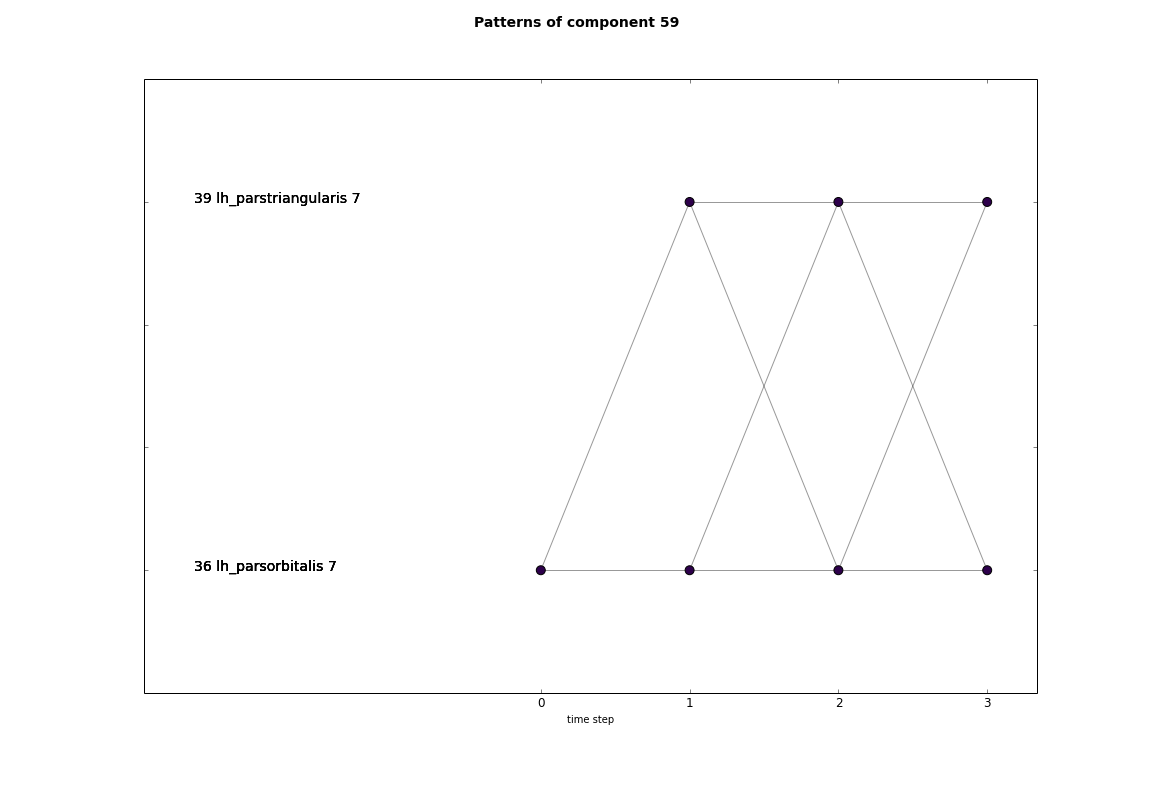 Patterns of component 59
39 lh_parstriangularis 7
36 lh_parsorbitalis 7
0 1 2 3
time step